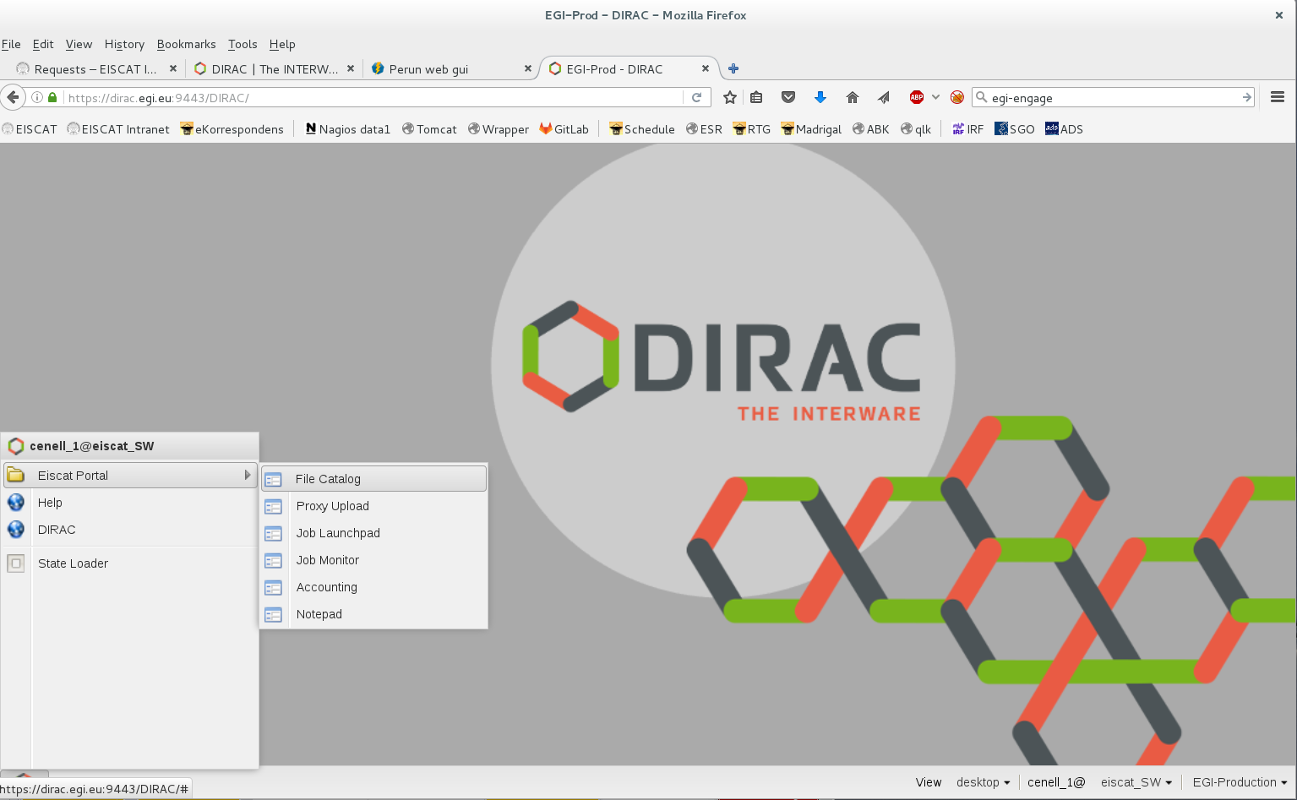 EGI-Prod - DIRAC - Mozilla Firefox
File Edit View History Bookmarks Tools Help
Requests – EISCAT I... DIRAC | The INTERW... Perun web gui EGI-Prod - DIRAC
https://dirac.egi.eu:9443/DIRAC/ ABP egi-engage
EISCAT EISCAT Intranet eKorrespondens Nagios data1 Tomcat Wrapper GitLab Schedule ESR RTG Madrigal ABK qlk IRF SGO ads ADS
DIRAC
THE INTERWARE
cenell_1@eiscat_SW
Eiscat Portal
Help
DIRAC
State Loader
File Catalog
Proxy Upload
Job Launchpad
Job Monitor
Accounting
Notepad
https://dirac.egi.eu:9443/DIRAC/#
View desktop cenell_1@ eiscat_SW EGI-Production